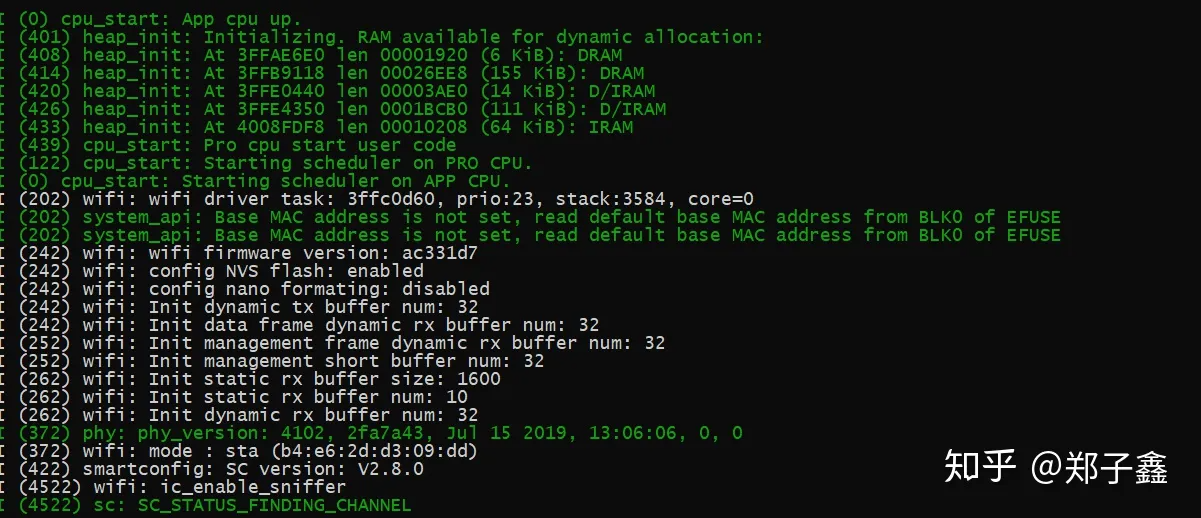 I (0) cpu_start: App cpu up.
I (401) heap_init: Initializing. RAM available for dynamic allocation:
I (408) heap_init: At 3FFAE6E0 len 00001920 (6 KiB): DRAM
I (414) heap_init: At 3FFB9118 len 00026EE8 (155 KiB): DRAM
I (420) heap_init: At 3FFE0440 len 00003AE0 (14 KiB): D/IRAM
I (426) heap_init: At 3FFE4350 len 0001BCB0 (111 KiB): D/IRAM
I (433) heap_init: At 4008FDF8 len 00010208 (64 KiB): IRAM
I (439) cpu_start: Pro cpu start user code
I (122) cpu_start: Starting scheduler on PRO CPU.
I (0) cpu_start: Starting scheduler on APP CPU.
I (202) wifi: wifi driver task: 3ffc0d60, prio:23, stack:3584, core=0
I (202) system_api: Base MAC address is not set, read default base MAC address from BLK0 of EFUSE
I (202) system_api: Base MAC address is not set, read default base MAC address from BLK0 of EFUSE
I (242) wifi: wifi firmware version: ac331d7
I (242) wifi: config NVS flash: enabled
I (242) wifi: config nano formating: disabled
I (242) wifi: Init dynamic tx buffer num: 32
I (242) wifi: Init data frame dynamic rx buffer num: 32
I (252) wifi: Init management frame dynamic rx buffer num: 32
I (252) wifi: Init management short buffer num: 32
I (262) wifi: Init static rx buffer size: 1600
I (262) wifi: Init static rx buffer num: 10
I (262) wifi: Init dynamic rx buffer num: 32
I (372) phy: phy_version: 4102, 2fa7a43, Jul 15 2019, 13:06:06, 0, 0
I (372) wifi: mode : sta (b4:e6:2d:d3:09:dd)
I (422) smartconfig: SC version: V2.8.0
I (4522) wifi: ic_enable_sniffer
I (4522) sc: SC_STATUS_FINDING_CHANNEL
知乎 @郑子鑫